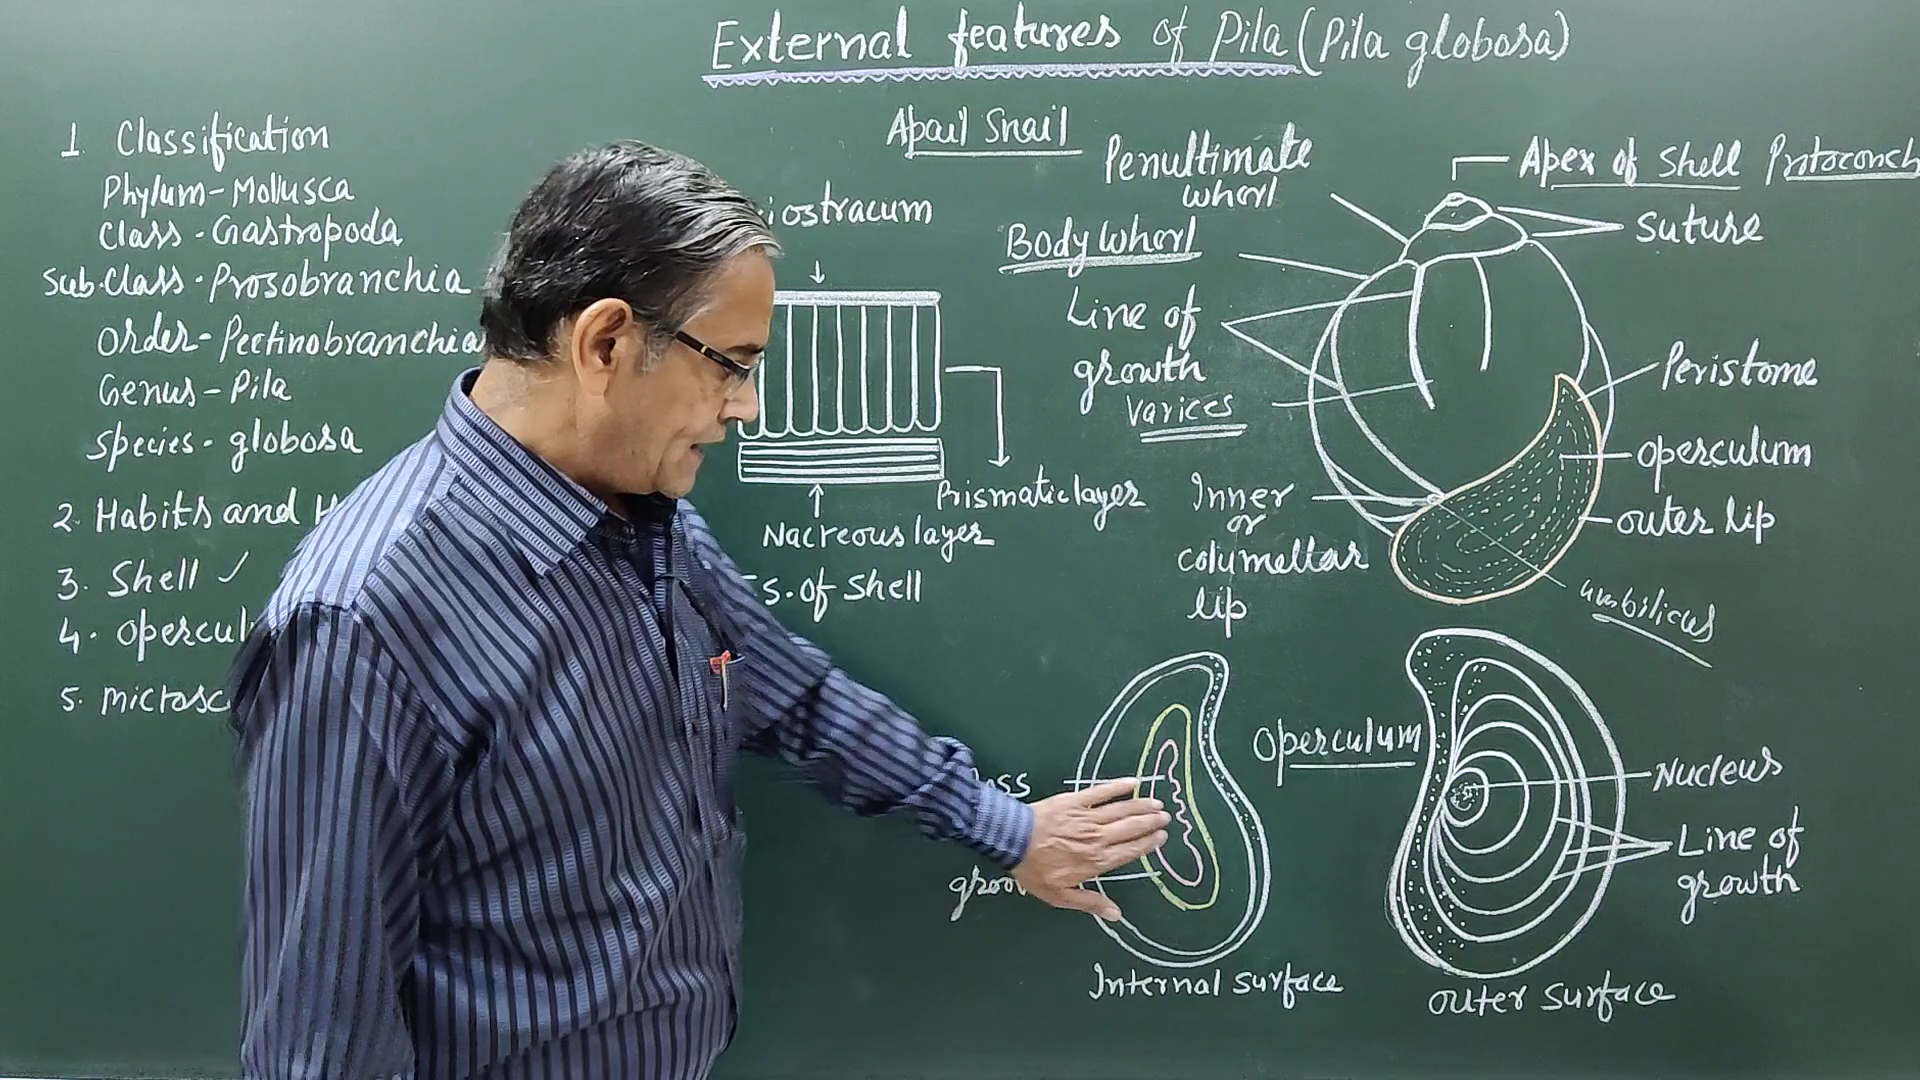 External features of Pila (Pila globosa)
Apail Snail
1. Classification
Phylum - Mollusca
Class - Gastropoda
Sub-Class - Prosobranchia
Order - Pectinobranchia
Genus - Pila
Species - globosa
2. Habits and H
3. Shell ✓
4. opercul
5. Microsc
iostracum
Prismatic layer
Nacreous layer
S. of Shell
Penultimate
whorl
Body whorl
Line of
growth
Varices
Inner
or
columellar
lip
Apex of Shell Protoconch
Suture
Peristome
operculum
outer lip
umbilicus
Operculum
Internal surface
Nucleus
Line of
growth
outer surface